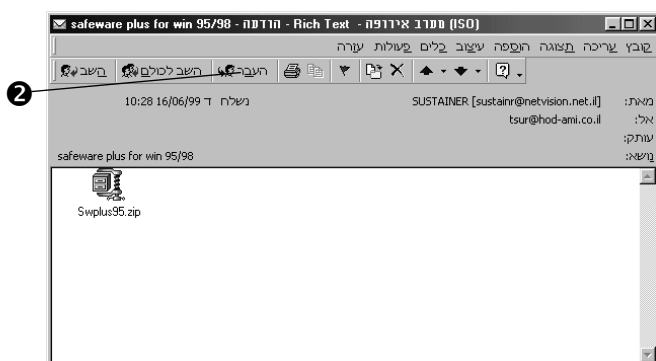 safeware plus for win 95/98 - הודעה - Rich Text - מערב אירופה (ISO)
קובץ עריכה תצוגה הוספה עיצוב כלים פעולות עזרה
השב השב לכולם העבר
❷
מאת: SUSTAINER [sustainr@netvision.net.il] נשלח ד 16/06/99 10:28
אל: tsur@hod-ami.co.il
עותק:
נושא: safeware plus for win 95/98
Swplus95.zip